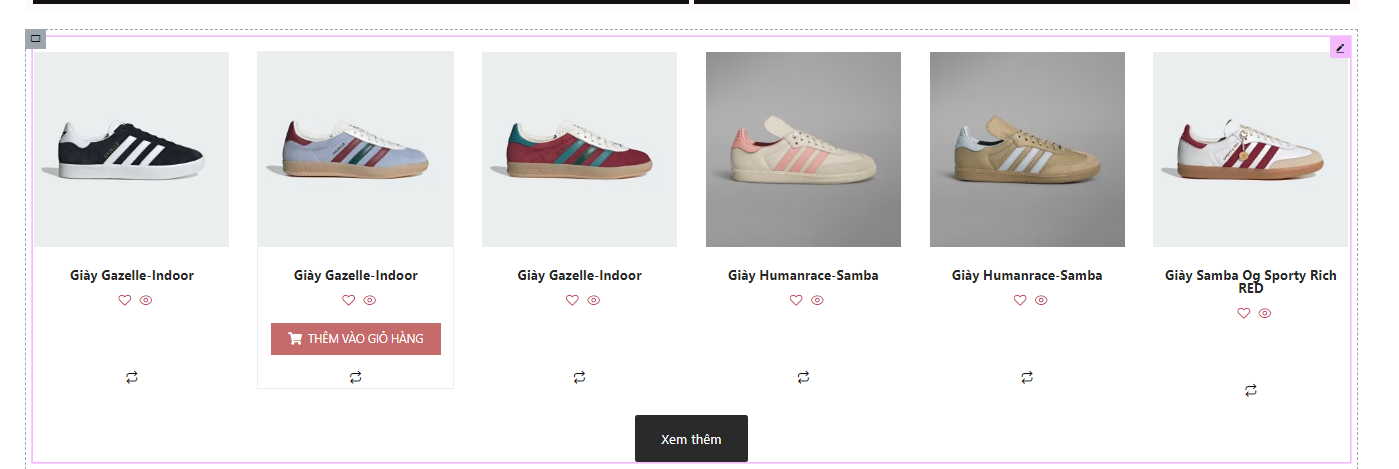 Giày Gazelle-Indoor
Giày Gazelle-Indoor
Giày Gazelle-Indoor
Giày Humanrace-Samba
Giày Humanrace-Samba
Giày Samba Og Sporty Rich
RED
THÊM VÀO GIỎ HÀNG
Xem thêm